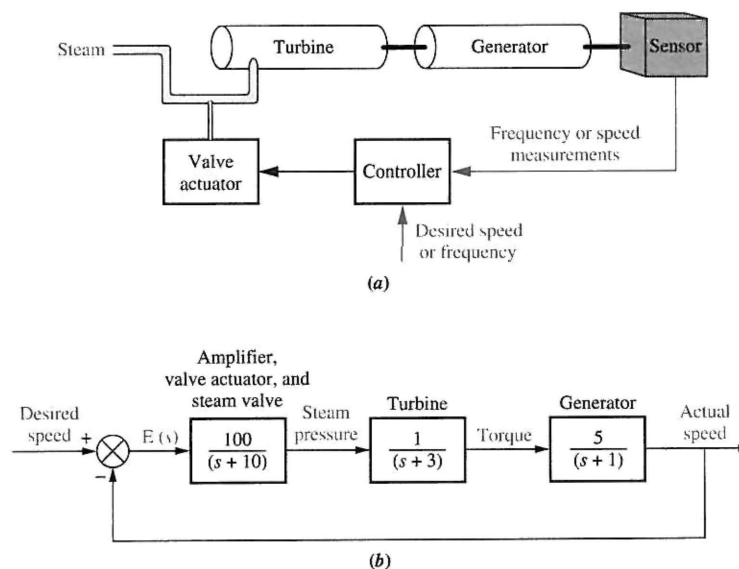 Steam
Turbine
Generator
Sensor
Frequency or speed
measurements
Valve
actuator
Controller
Desired speed
or frequency
(a)
Amplifier,
valve actuator, and
steam valve
Desired
speed
+
−
E (s)
100
(s + 10)
Steam
pressure
Turbine
1
(s + 3)
Torque
Generator
5
(s + 1)
Actual
speed
(b)